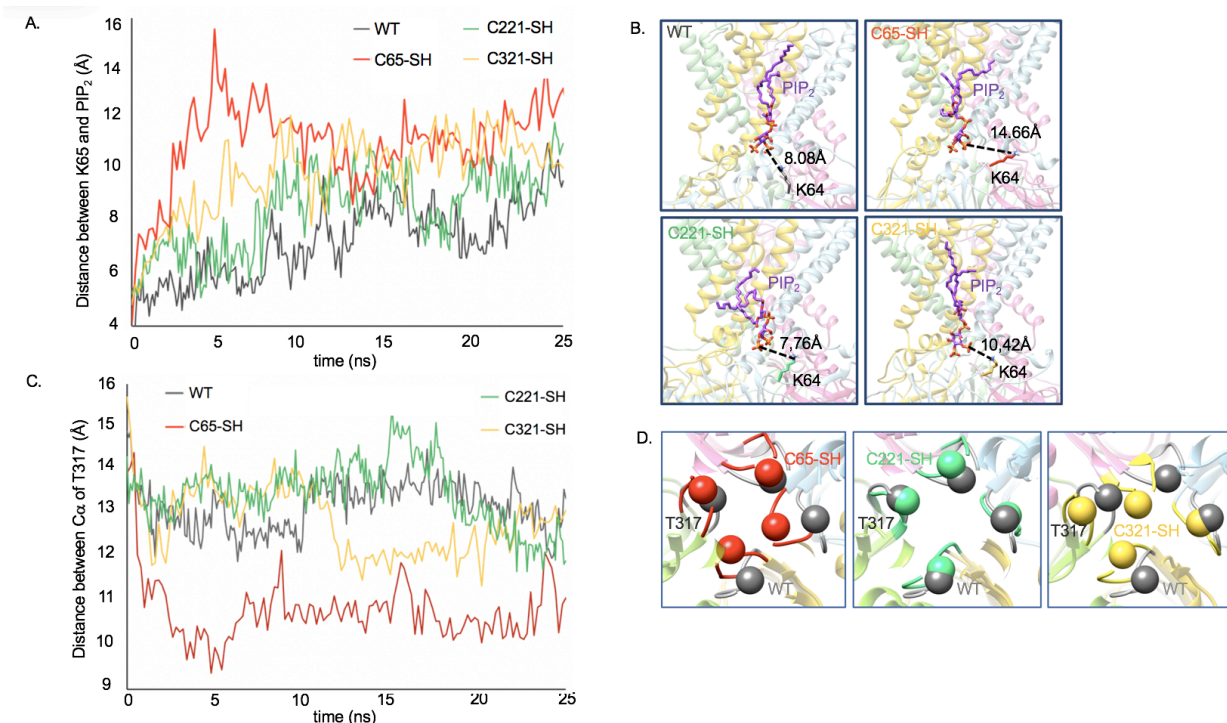 A.
Distance between K65 and PIP2 (Å)
16
14
12
10
8
6
4
WT
C65-SH
C221-SH
C321-SH
0
5
10
15
20
25
time (ns)
B.
WT
PIP2
8.08Å
K64
C65-SH
PIP2
14.66Å
K64
C221-SH
PIP2
7,76Å
K64
C321-SH
PIP2
10,42Å
K64
C.
Distance between Cα of T317 (Å)
16
15
14
13
12
11
10
9
WT
C65-SH
C221-SH
C321-SH
0
5
10
15
20
25
time (ns)
D.
C65-SH
T317
WT
C221-SH
T317
WT
T317
C321-SH
WT